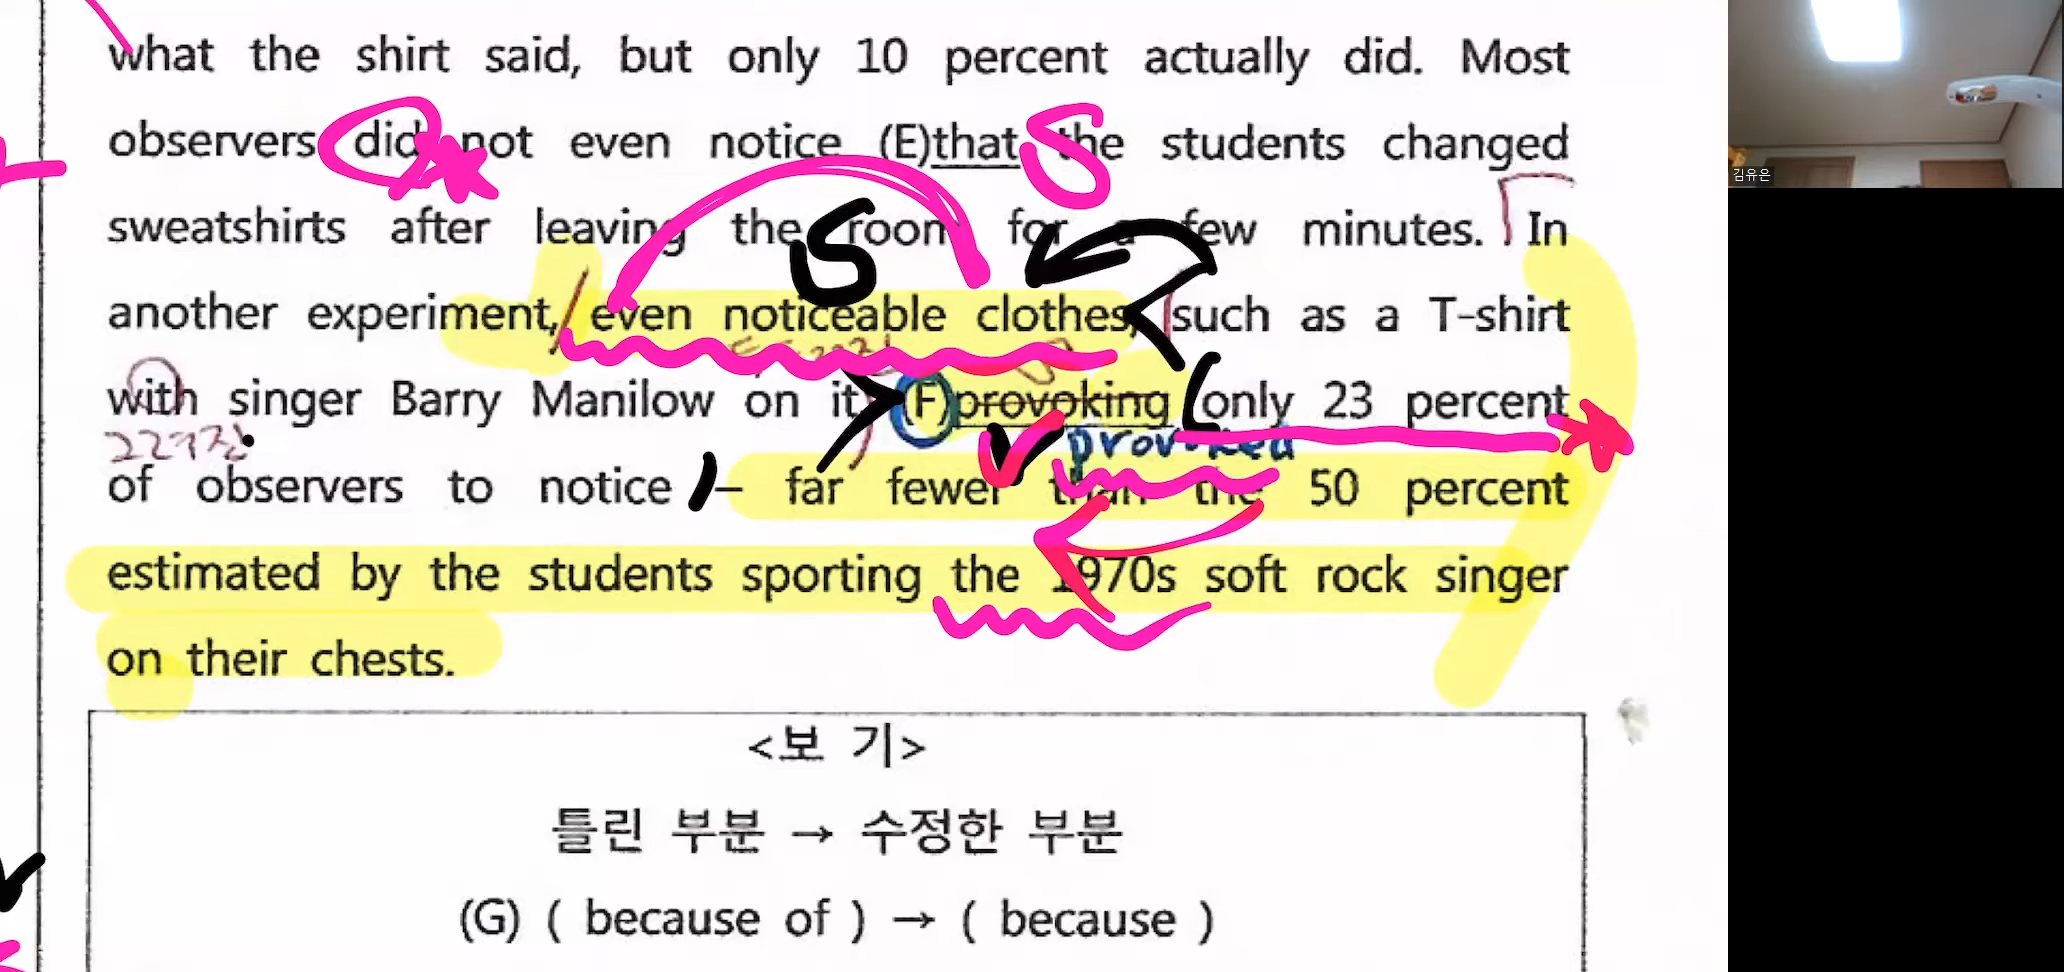 what the shirt said, but only 10 percent actually did. Most
observers did not even notice (E)that the students changed
sweatshirts after leaving the room for a few minutes. In
another experiment, even noticeable clothes, such as a T-shirt
with singer Barry Manilow on it, (F)provoking only 23 percent
provoked
of observers to notice – far fewer than the 50 percent
estimated by the students sporting the 1970s soft rock singer
on their chests.
<보 기>
틀린 부분 → 수정한 부분
(G) ( because of ) → ( because )
김유은
S
S